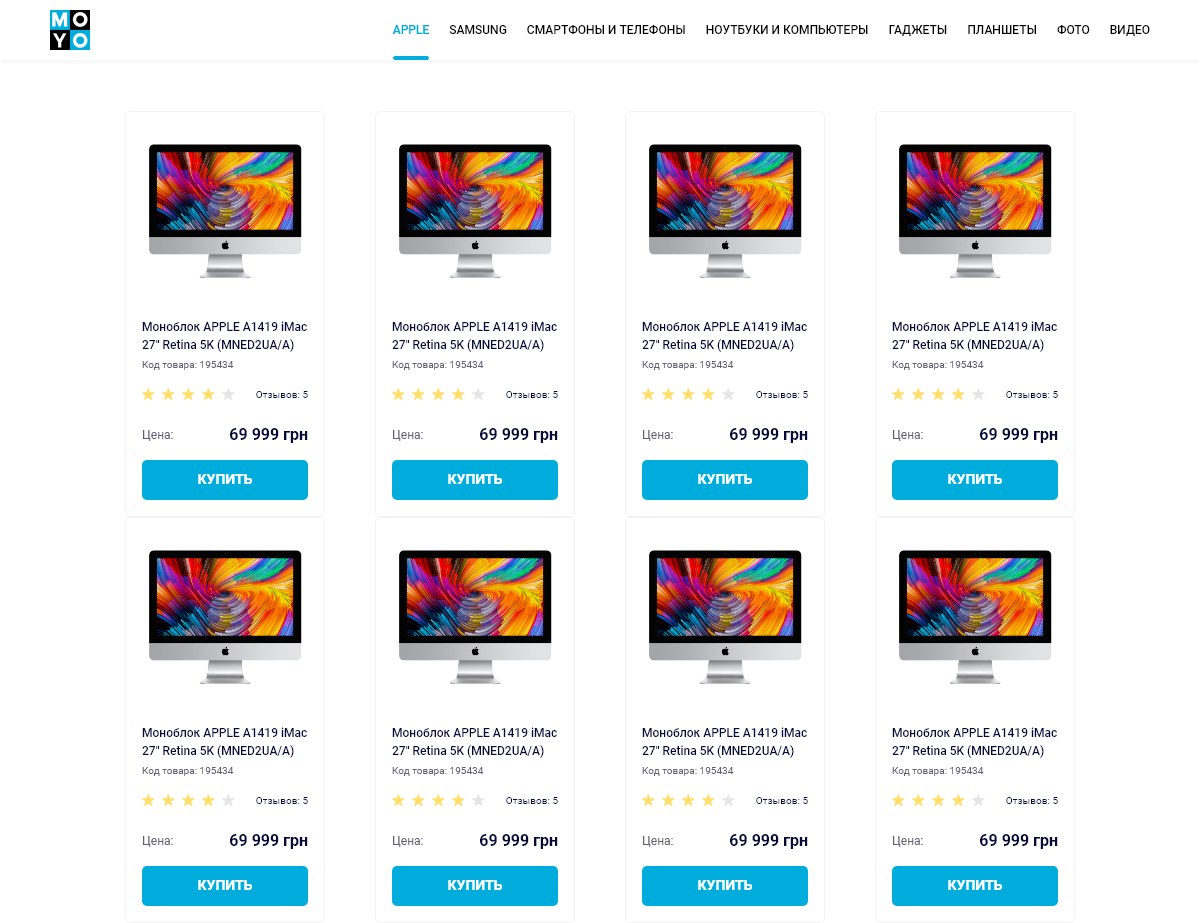 MO
YO
APPLE SAMSUNG СМАРТФОНЫ И ТЕЛЕФОНЫ НОУТБУКИ И КОМПЬЮТЕРЫ ГАДЖЕТЫ ПЛАНШЕТЫ ФОТО ВИДЕО
Моноблок APPLE A1419 iMac
27" Retina 5K (MNED2UA/A)
Код товара: 195434
Отзывов: 5
Цена: 69 999 грн
КУПИТЬ
Моноблок APPLE A1419 iMac
27" Retina 5K (MNED2UA/A)
Код товара: 195434
Отзывов: 5
Цена: 69 999 грн
КУПИТЬ
Моноблок APPLE A1419 iMac
27" Retina 5K (MNED2UA/A)
Код товара: 195434
Отзывов: 5
Цена: 69 999 грн
КУПИТЬ
Моноблок APPLE A1419 iMac
27" Retina 5K (MNED2UA/A)
Код товара: 195434
Отзывов: 5
Цена: 69 999 грн
КУПИТЬ
Моноблок APPLE A1419 iMac
27" Retina 5K (MNED2UA/A)
Код товара: 195434
Отзывов: 5
Цена: 69 999 грн
КУПИТЬ
Моноблок APPLE A1419 iMac
27" Retina 5K (MNED2UA/A)
Код товара: 195434
Отзывов: 5
Цена: 69 999 грн
КУПИТЬ
Моноблок APPLE A1419 iMac
27" Retina 5K (MNED2UA/A)
Код товара: 195434
Отзывов: 5
Цена: 69 999 грн
КУПИТЬ
Моноблок APPLE A1419 iMac
27" Retina 5K (MNED2UA/A)
Код товара: 195434
Отзывов: 5
Цена: 69 999 грн
КУПИТЬ